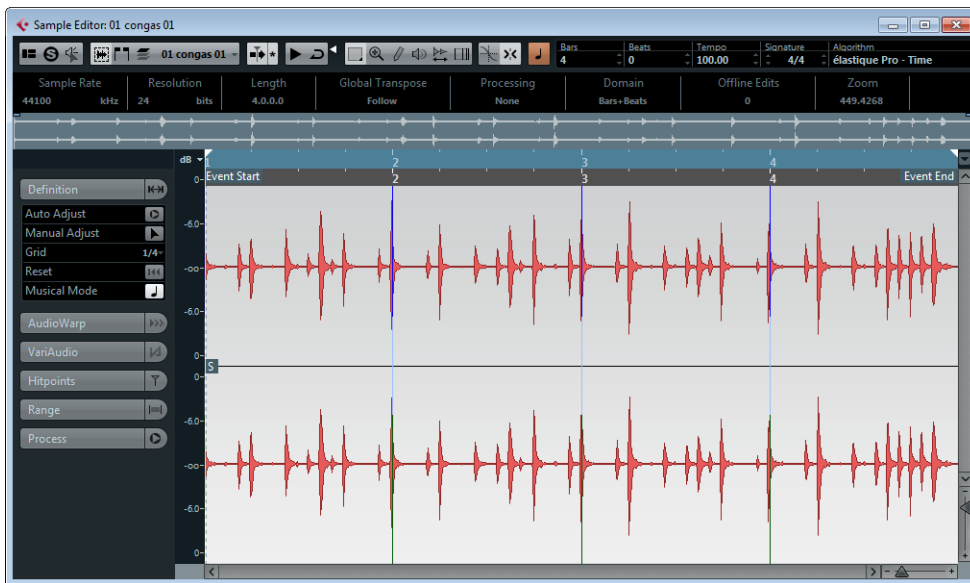 Sample Editor: 01 congas 01
01 congas 01
Bars Beats Tempo Signature Algorithm
4 0 100.00 4/4 élastique Pro - Time
Sample Rate Resolution Length Global Transpose Processing Domain Offline Edits Zoom
44100 kHz 24 bits 4.0.0.0 Follow None Bars+Beats 0 449.4268
dB 1 2 3 4
0 Event Start 2 3 4 Event End
Definition
Auto Adjust
-6.0
Manual Adjust
Grid 1/4
-oo
Reset
Musical Mode
-6.0
AudioWarp
VariAudio
0
S
Hitpoints
0
Range
-6.0
Process
-oo
-6.0
0